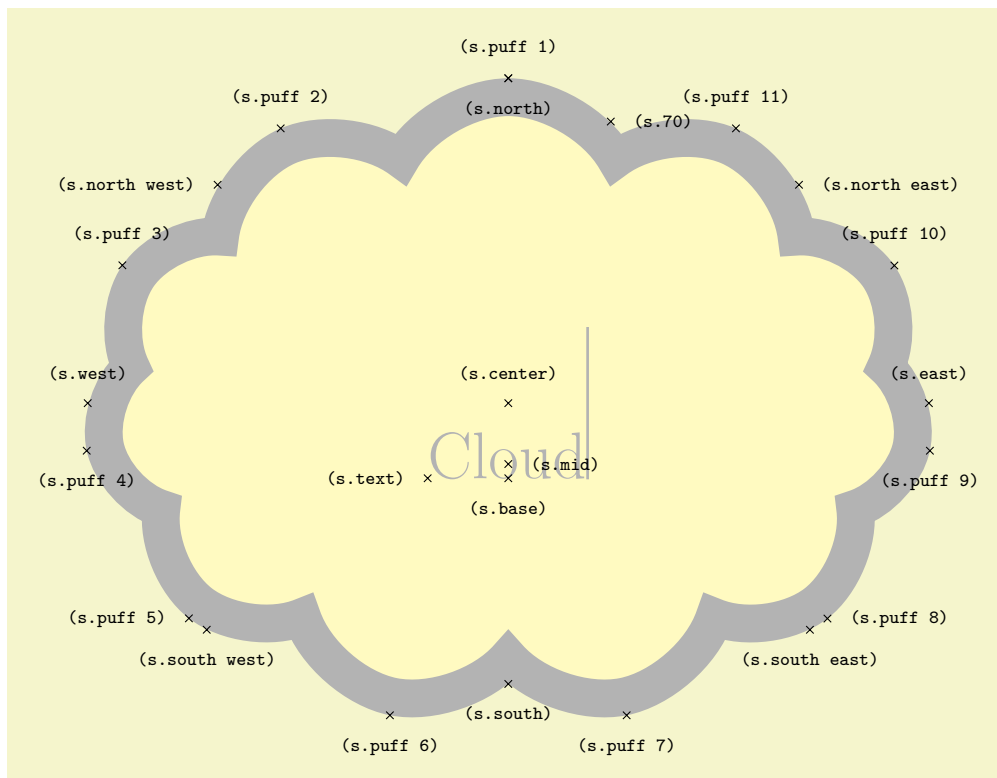 (s.puff 1)
(s.puff 2)
(s.puff 11)
(s.north)
(s.70)
(s.north west)
(s.north east)
(s.puff 3)
(s.puff 10)
(s.west)
(s.center)
(s.east)
Cloud
(s.mid)
(s.text)
(s.puff 4)
(s.puff 9)
(s.base)
(s.puff 5)
(s.puff 8)
(s.south west)
(s.south east)
(s.south)
(s.puff 6)
(s.puff 7)